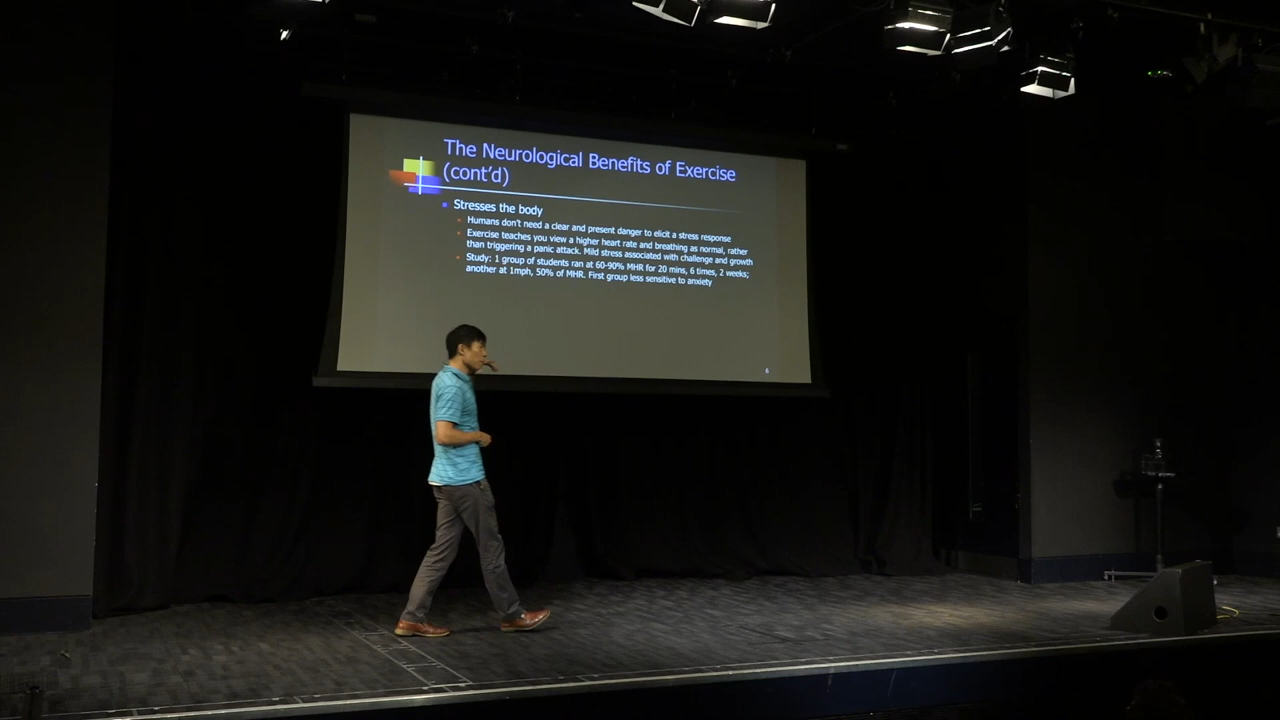 The Neurological Benefits of Exercise
(cont'd)
Stresses the body
Humans don't need a clear and present danger to elicit a stress response
Exercise teaches you view a higher heart rate and breathing as normal, rather
than triggering a panic attack. Mild stress associated with challenge and growth
Study: 1 group of students ran at 60-90% MHR for 20 mins, 6 times, 2 weeks;
another at 1mph, 50% of MHR. First group less sensitive to anxiety
6